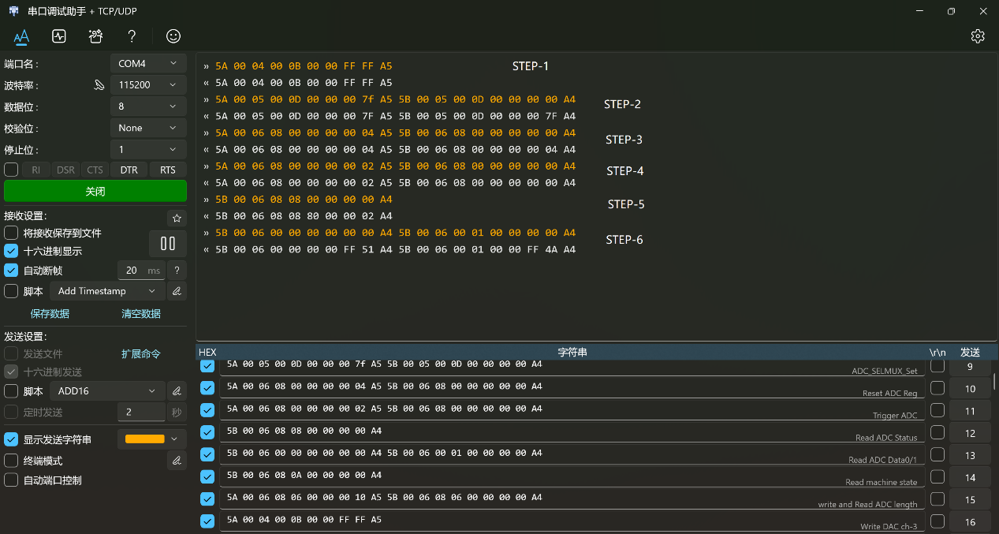 串口调试助手 + TCP/UDP
端口名： COM4
波特率： 115200
数据位： 8
校验位： None
停止位： 1
RI DSR CTS DTR RTS
关闭
接收设置：
将接收保存到文件
十六进制显示
自动断帧 20 ms ?
脚本 Add Timestamp
保存数据 清空数据
发送设置：
发送文件 扩展命令
十六进制发送
脚本 ADD16
定时发送 2 秒
显示发送字符串
终端模式
自动端口控制
» 5A 00 04 00 0B 00 00 FF FF A5 STEP-1
« 5A 00 04 00 0B 00 00 FF FF A5
» 5A 00 05 00 0D 00 00 00 7f A5 5B 00 05 00 0D 00 00 00 00 A4 STEP-2
« 5A 00 05 00 0D 00 00 00 7F A5 5B 00 05 00 0D 00 00 00 7F A4
» 5A 00 06 08 00 00 00 00 04 A5 5B 00 06 08 00 00 00 00 00 A4 STEP-3
« 5A 00 06 08 00 00 00 00 04 A5 5B 00 06 08 00 00 00 00 04 A4
» 5A 00 06 08 00 00 00 00 02 A5 5B 00 06 08 00 00 00 00 00 A4 STEP-4
« 5A 00 06 08 00 00 00 00 02 A5 5B 00 06 08 00 00 00 00 00 A4
» 5B 00 06 08 08 00 00 00 00 A4 STEP-5
« 5B 00 06 08 08 80 00 00 02 A4
» 5B 00 06 00 00 00 00 00 00 A4 5B 00 06 00 01 00 00 00 00 A4 STEP-6
« 5B 00 06 00 00 00 00 FF 51 A4 5B 00 06 00 01 00 00 FF 4A A4
HEX 字符串 \r\n 发送
5A 00 05 00 0D 00 00 00 7f A5 5B 00 05 00 0D 00 00 00 00 A4 ADC_SELMUX_Set 9
5A 00 06 08 00 00 00 00 04 A5 5B 00 06 08 00 00 00 00 00 A4 Reset ADC Reg 10
5A 00 06 08 00 00 00 00 02 A5 5B 00 06 08 00 00 00 00 00 A4 Trigger ADC 11
5B 00 06 08 08 00 00 00 00 A4 Read ADC Status 12
5B 00 06 00 00 00 00 00 00 A4 5B 00 06 00 01 00 00 00 00 A4 Read ADC Data0/1 13
5B 00 06 08 0A 00 00 00 00 A4 Read machine state 14
5A 00 06 08 06 00 00 00 10 A5 5B 00 06 08 06 00 00 00 00 A4 write and Read ADC length 15
5A 00 04 00 0B 00 00 FF FF A5 Write DAC ch-3 16